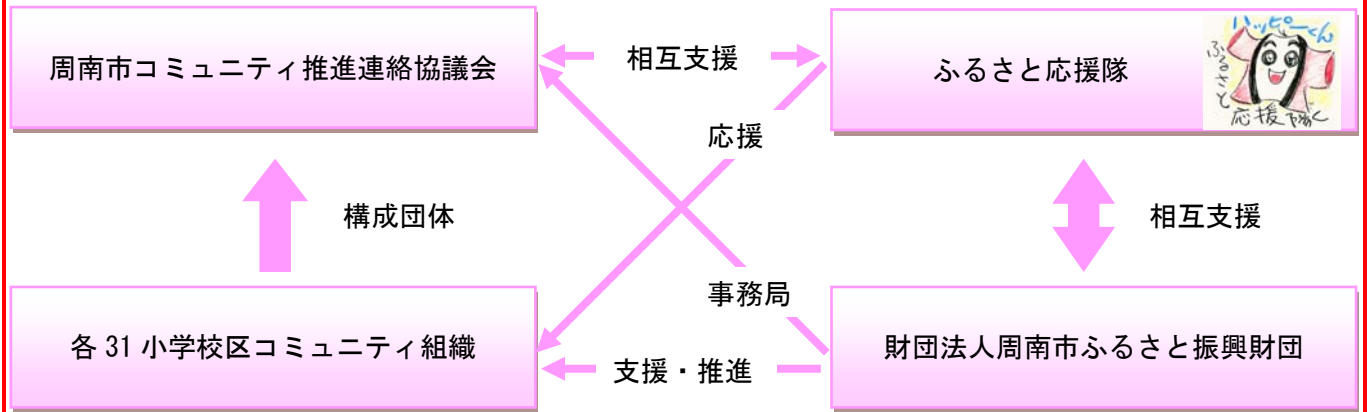 周南市コミュニティ推進連絡協議会
相互支援
ふるさと応援隊
ハッピーくん
ふるさと
応援
応援
構成団体
相互支援
事務局
各31小学校区コミュニティ組織
支援・推進
財団法人周南市ふるさと振興財団